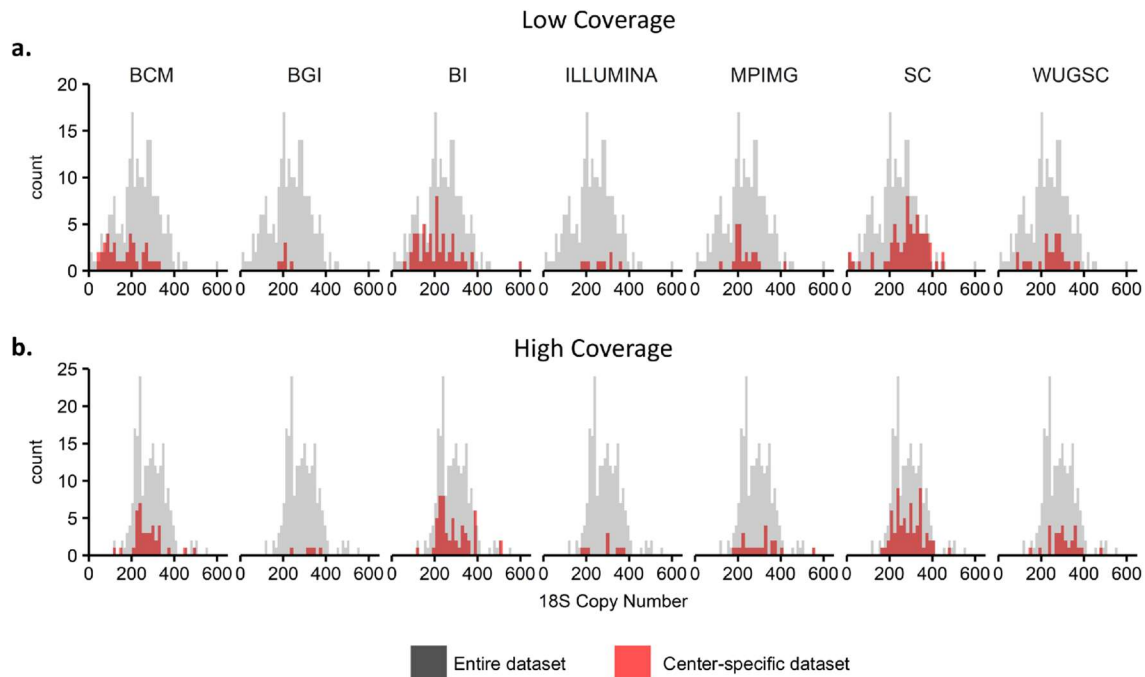 Low Coverage
a.
BCM BGI BI ILLUMINA MPIMG SC WUGSC
20
15
10
5
0
count
0 200 400 600 0 200 400 600 0 200 400 600 0 200 400 600 0 200 400 600 0 200 400 600 0 200 400 600
b.
High Coverage
25
20
15
10
5
0
count
0 200 400 600 0 200 400 600 0 200 400 600 0 200 400 600 0 200 400 600 0 200 400 600 0 200 400 600
18S Copy Number
Entire dataset Center-specific dataset